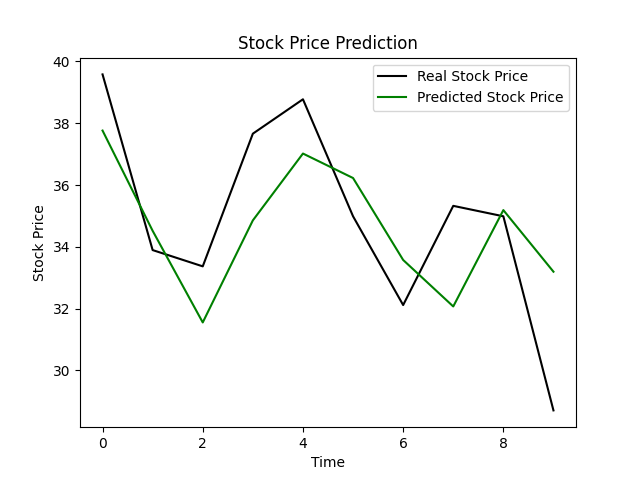 Stock Price Prediction
Real Stock Price
Predicted Stock Price
Stock Price
40
38
36
34
32
30
0 2 4 6 8
Time